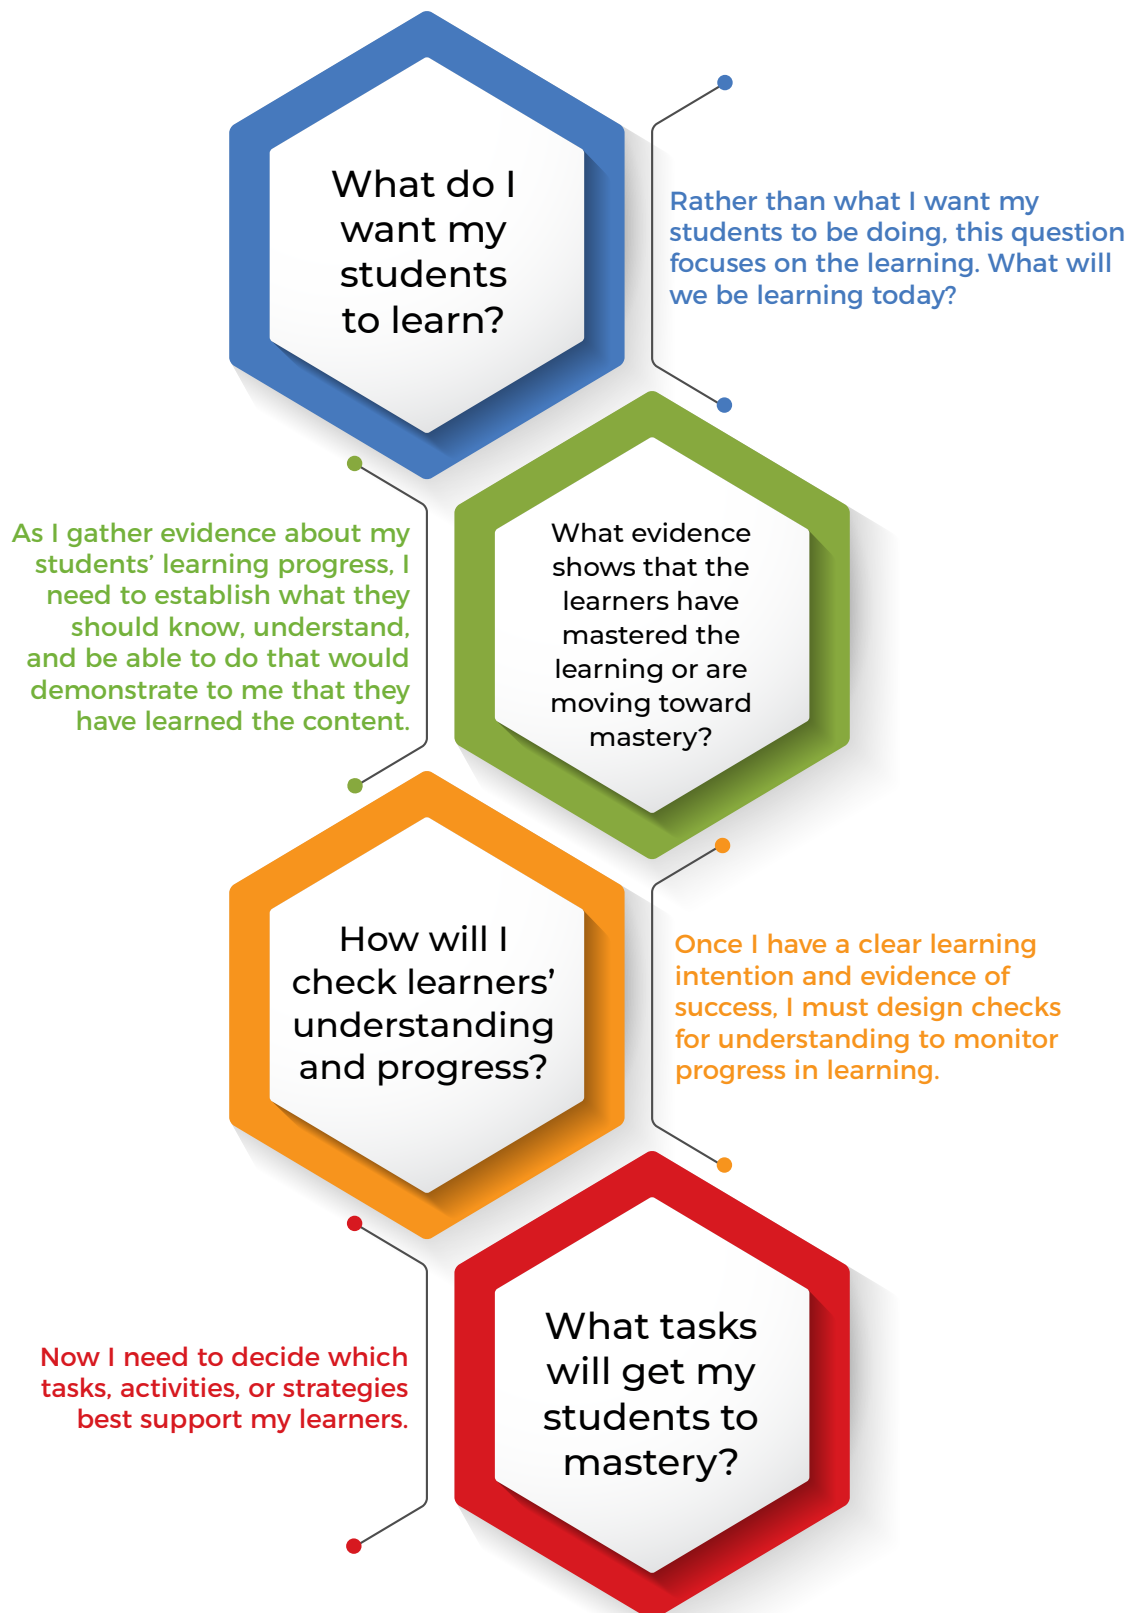 What do I
want my
students
to learn?
Rather than what I want my
students to be doing, this question
focuses on the learning. What will
we be learning today?
What evidence
shows that the
learners have
mastered the
learning or are
moving toward
mastery?
As I gather evidence about my
students’ learning progress, I
need to establish what they
should know, understand,
and be able to do that would
demonstrate to me that they
have learned the content.
How will I
check learners’
understanding
and progress?
Once I have a clear learning
intention and evidence of
success, I must design checks
for understanding to monitor
progress in learning.
What tasks
will get my
students to
mastery?
Now I need to decide which
tasks, activities, or strategies
best support my learners.